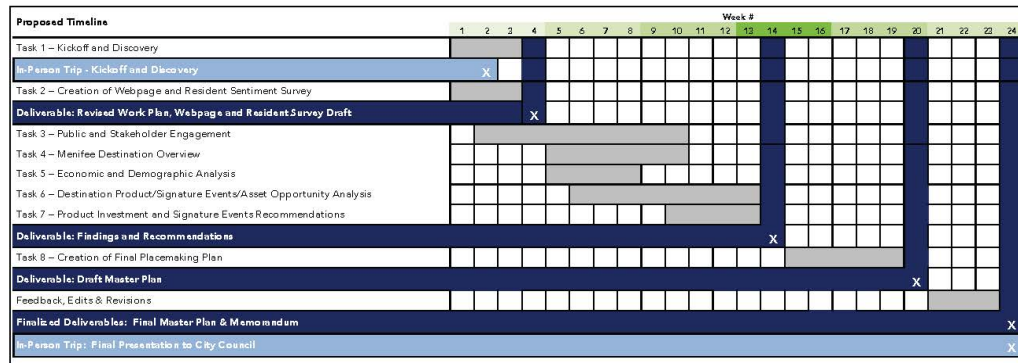 Proposed Timeline
Week #
1 2 3 4 5 6 7 8 9 10 11 12 13 14 15 16 17 18 19 20 21 22 23 24
Task 1 – Kickoff and Discovery
In-Person Trip - Kickoff and Discovery X
Task 2 – Creation of Webpage and Resident Sentiment Survey
Deliverable: Revised Work Plan, Webpage and Resident Survey Draft X
Task 3 – Public and Stakeholder Engagement
Task 4 – Menifee Destination Overview
Task 5 – Economic and Demographic Analysis
Task 6 – Destination Product/Signature Events/Asset Opportunity Analysis
Task 7 – Product Investment and Signature Events Recommendations
Deliverable: Findings and Recommendations X
Task 8 – Creation of Final Placemaking Plan
Deliverable: Draft Master Plan X
Feedback, Edits & Revisions
Finalized Deliverables: Final Master Plan & Memorandum X
In-Person Trip: Final Presentation to City Council X